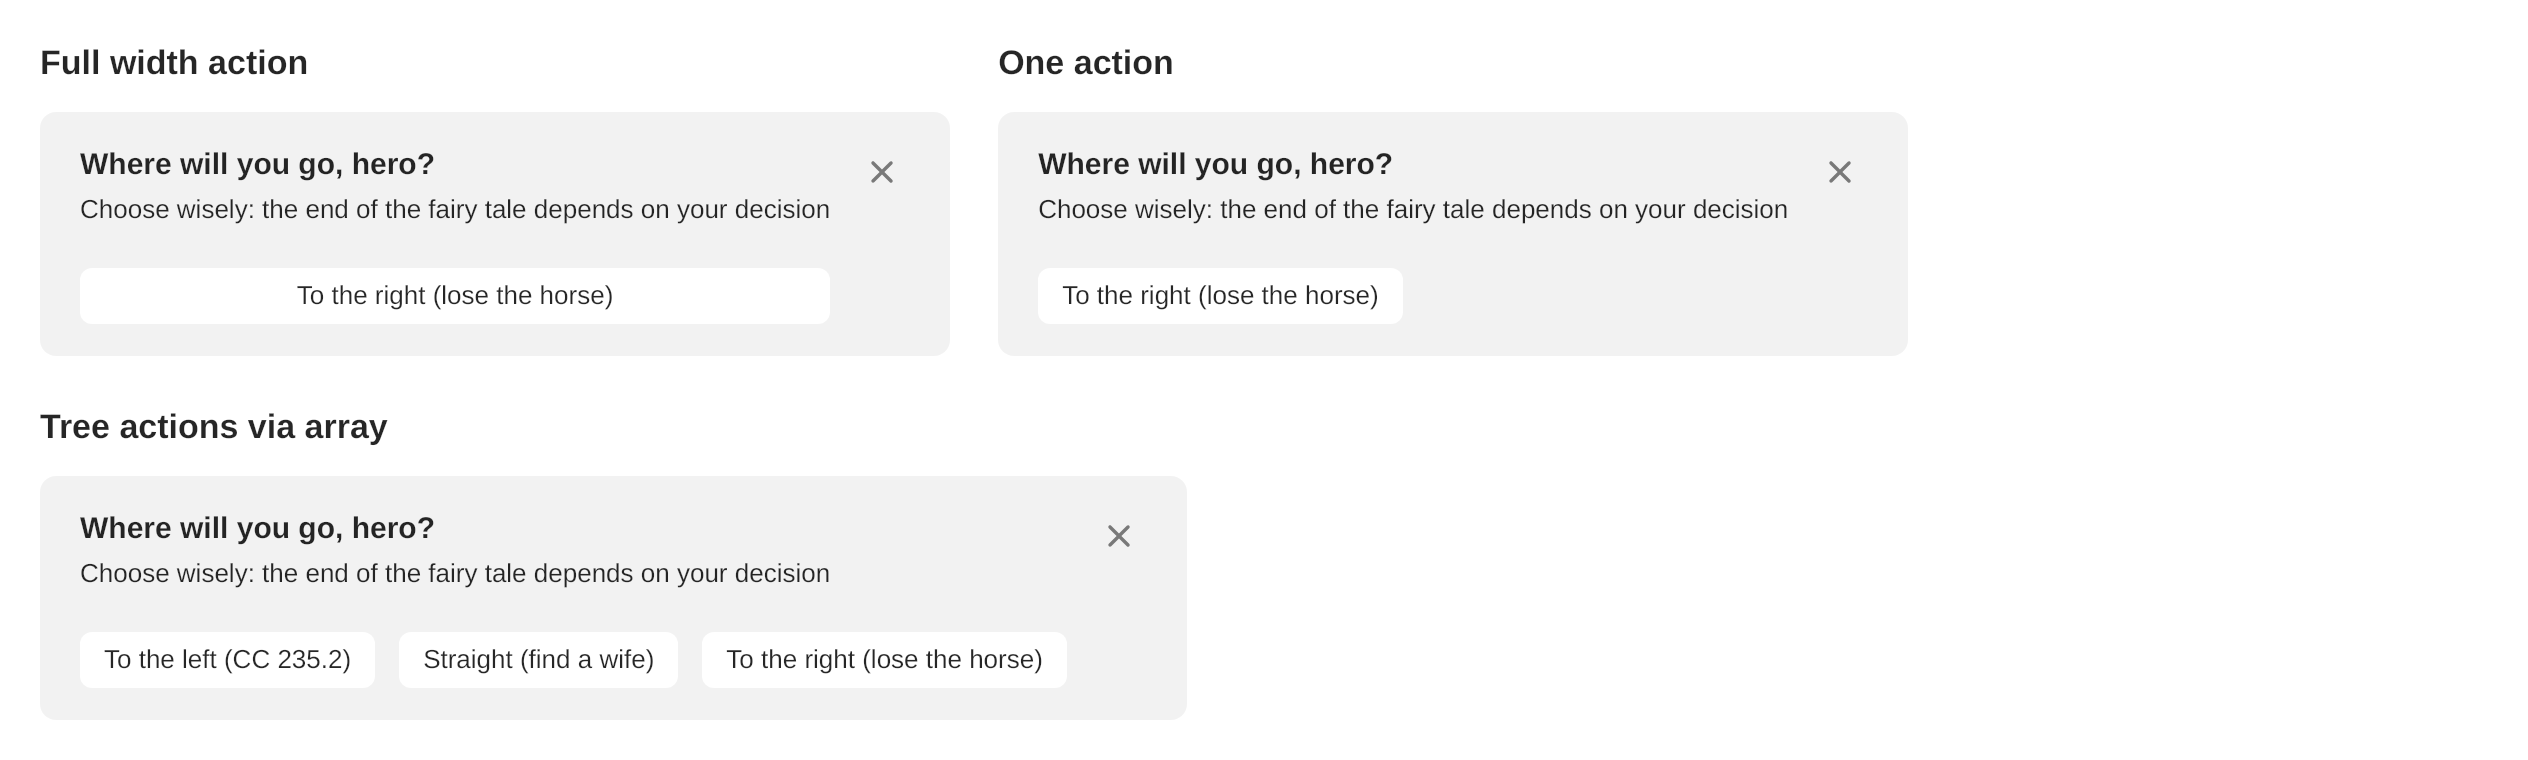 Full width action
Where will you go, hero?
Choose wisely: the end of the fairy tale depends on your decision
To the right (lose the horse)
One action
Where will you go, hero?
Choose wisely: the end of the fairy tale depends on your decision
To the right (lose the horse)
Tree actions via array
Where will you go, hero?
Choose wisely: the end of the fairy tale depends on your decision
To the left (CC 235.2)
Straight (find a wife)
To the right (lose the horse)